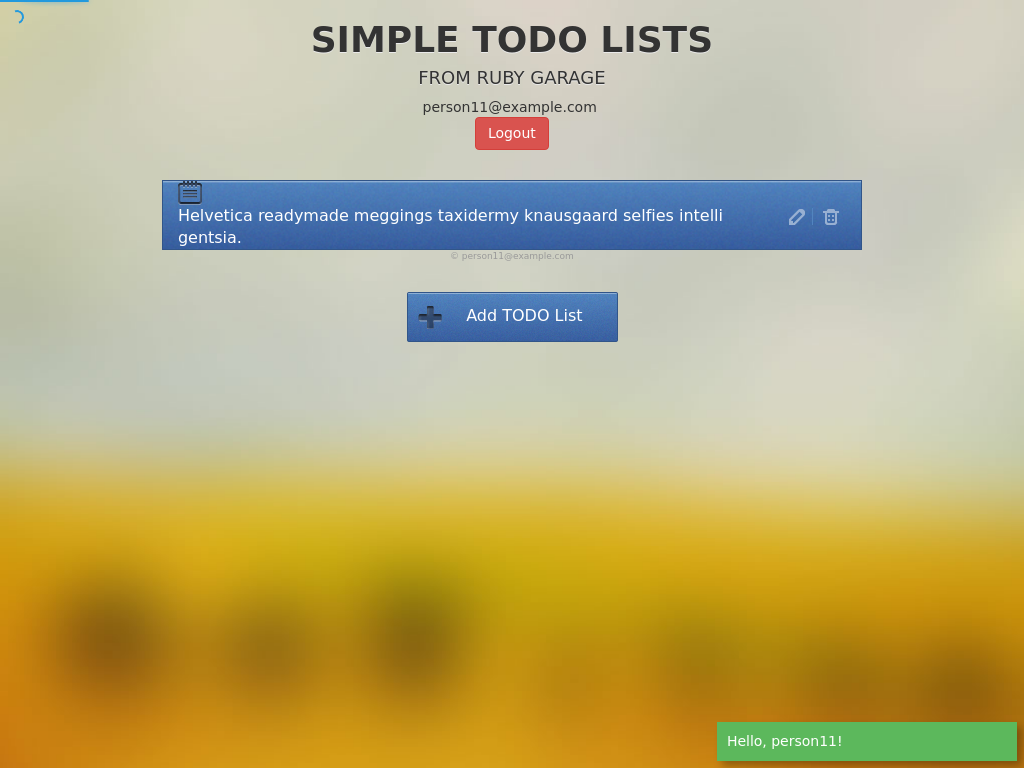 SIMPLE TODO LISTS
FROM RUBY GARAGE
person11@example.com
Logout
Helvetica readymade meggings taxidermy knausgaard selfies intelli
gentsia.
© person11@example.com
Add TODO List
Hello, person11!